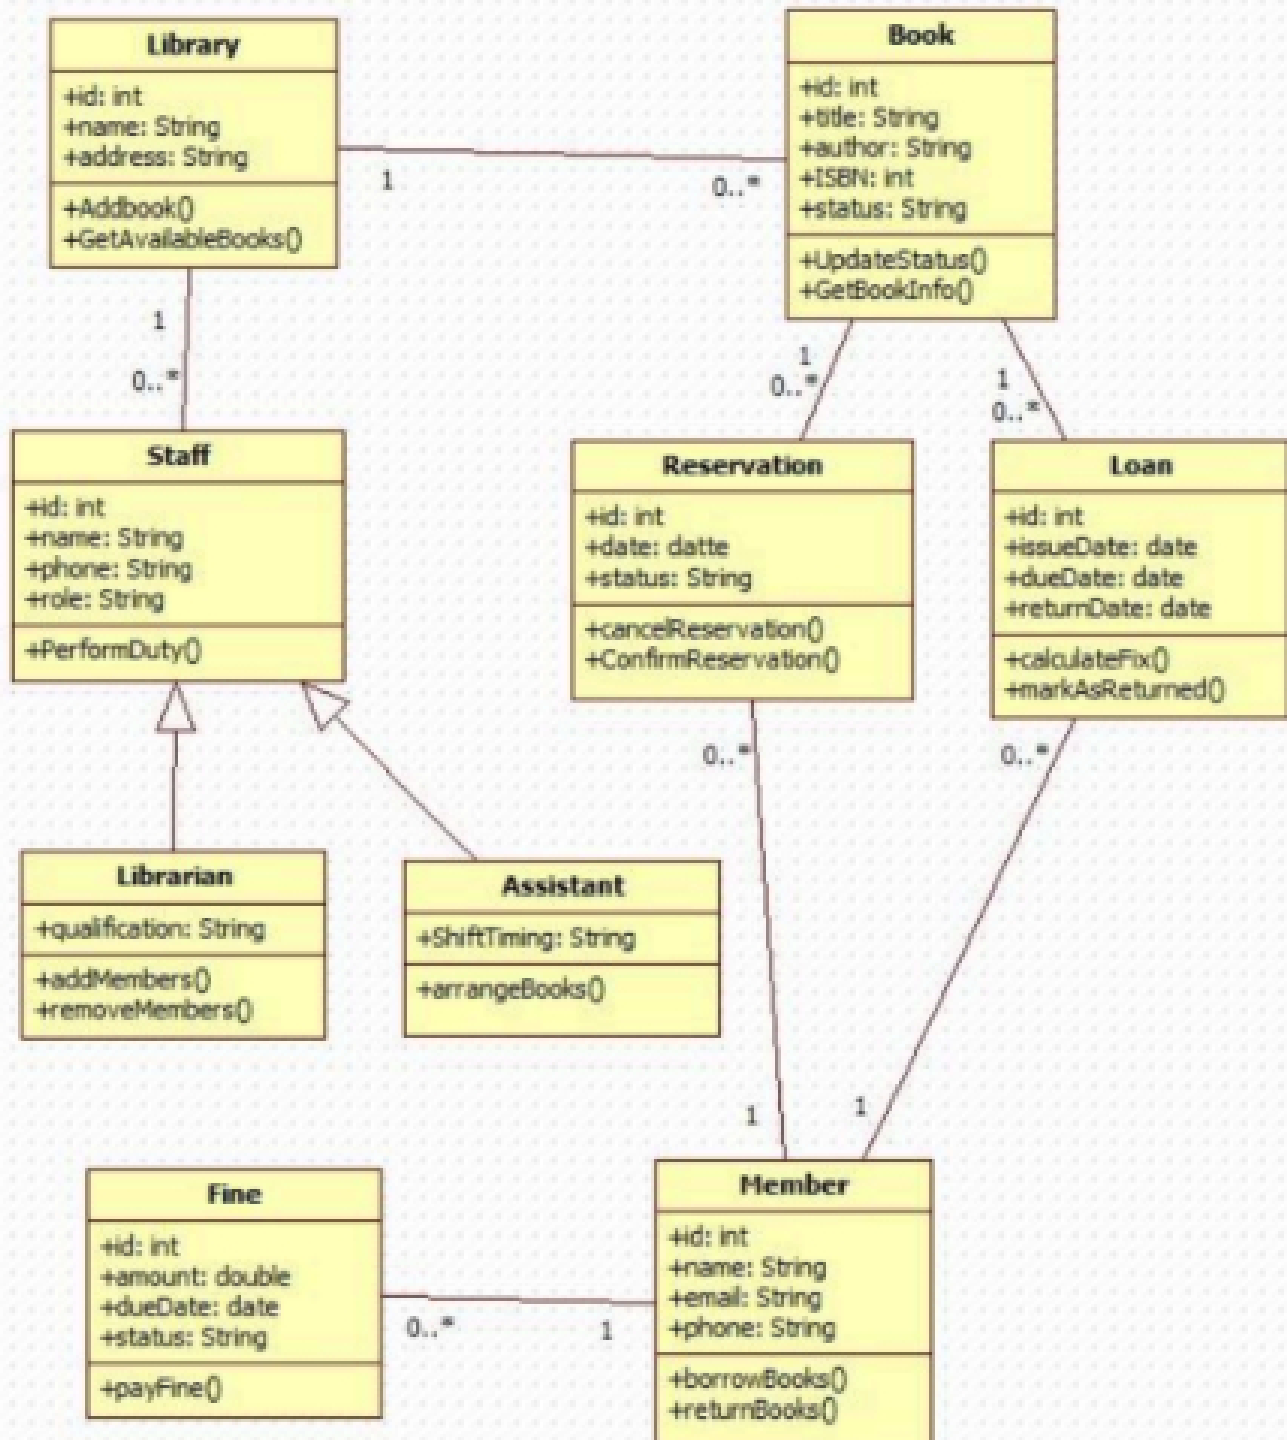 Library
+id: int
+name: String
+address: String
+Addbook()
+GetAvailableBooks()
1
0..*
Book
+id: int
+title: String
+author: String
+ISBN: int
+status: String
+UpdateStatus()
+GetBookInfo()
1
0..*
1
0..*
1
0..*
Staff
+id: int
+name: String
+phone: String
+role: String
+PerformDuty()
Reservation
+id: int
+date: datte
+status: String
+cancelReservation()
+ConfirmReservation()
Loan
+id: int
+issueDate: date
+dueDate: date
+returnDate: date
+calculateFix()
+markAsReturned()
0..*
0..*
Librarian
+qualification: String
+addMembers()
+removeMembers()
Assistant
+ShiftTiming: String
+arrangeBooks()
1
1
Fine
+id: int
+amount: double
+dueDate: date
+status: String
+payFine()
0..*
1
Member
+id: int
+name: String
+email: String
+phone: String
+borrowBooks()
+returnBooks()